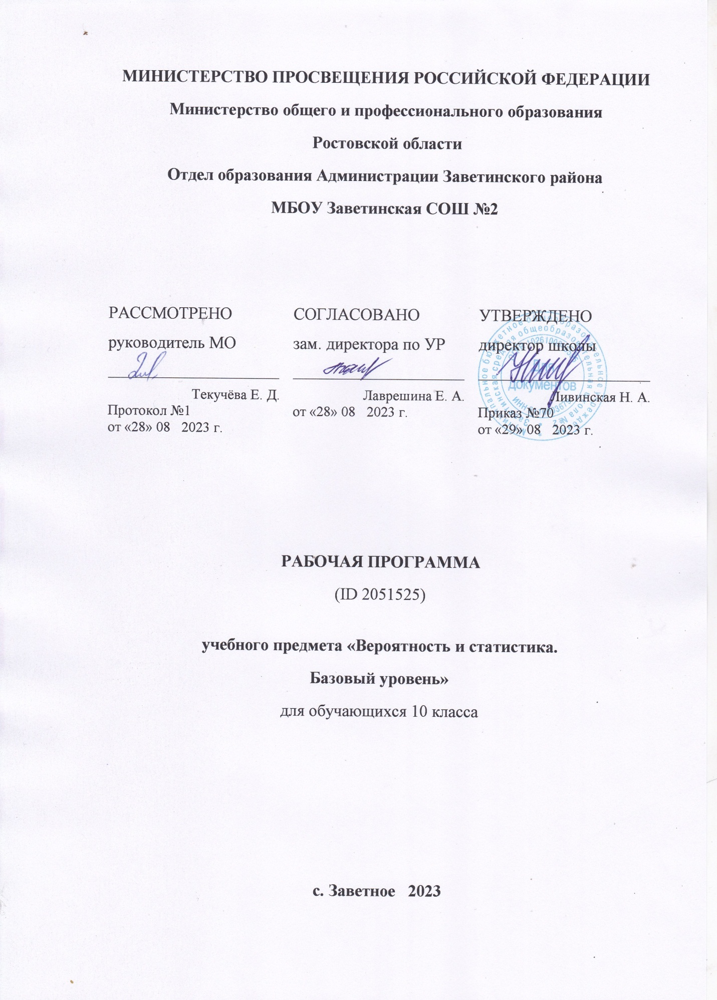 МИНИСТЕРСТВО ПРОСВЕЩЕНИЯ РОССИЙСКОЙ ФЕДЕРАЦИИ
Министерство общего и профессионального образования
Ростовской области
Отдел образования Администрации Заветинского района
МБОУ Заветинская СОШ №2
РАССМОТРЕНО
руководитель МО
Текучёва Е. Д.
Протокол №1
от «28» 08 2023 г.
СОГЛАСОВАНО
зам. директора по УР
Лаврешина Е. А.
от «28» 08 2023 г.
УТВЕРЖДЕНО
директор школы
Ливинская Н. А.
Приказ №70
от «29» 08 2023 г.
Для
документов
РАБОЧАЯ ПРОГРАММА
(ID 2051525)
учебного предмета «Вероятность и статистика.
Базовый уровень»
для обучающихся 10 класса
с. Заветное 2023